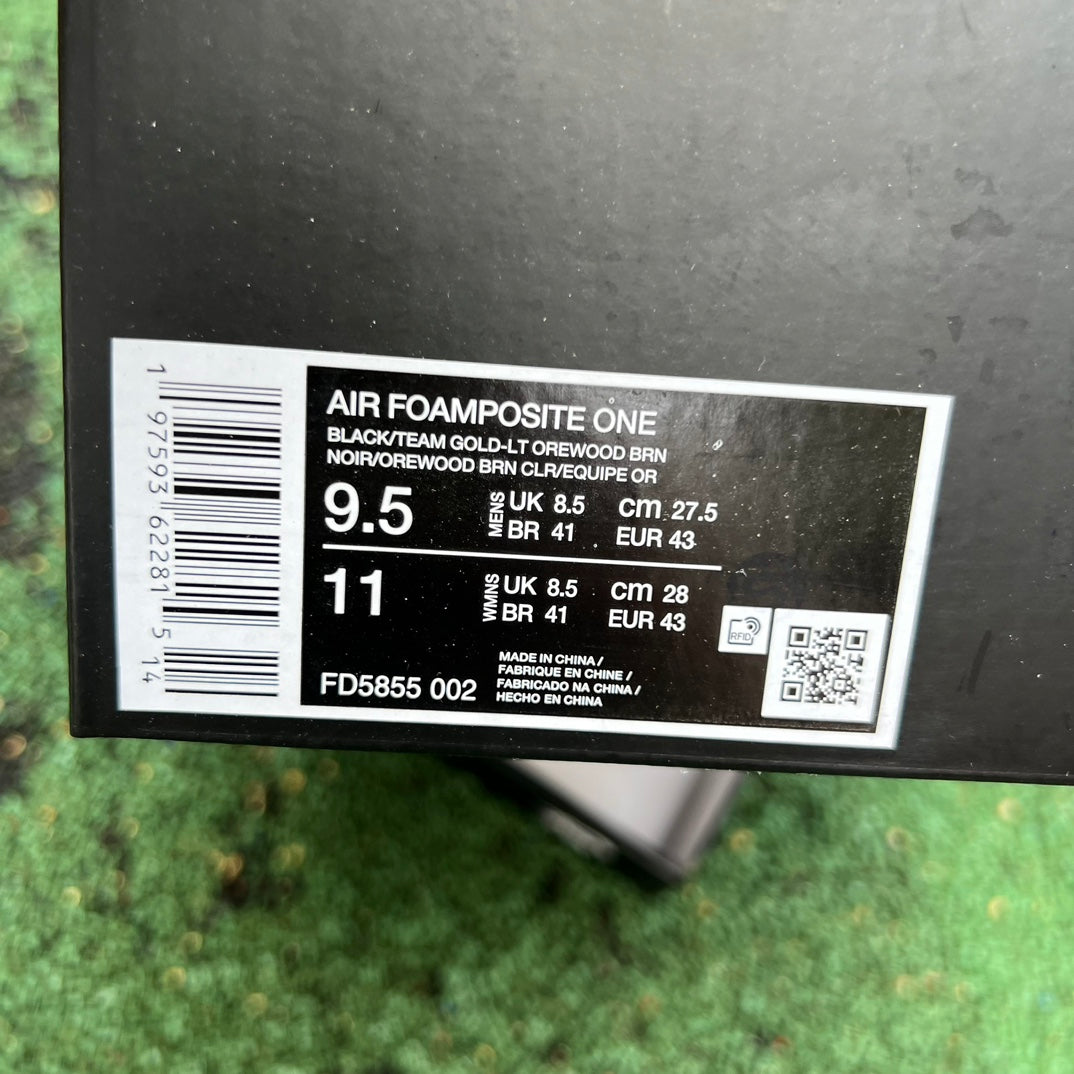 AIR FOAMPOSITE ONE
BLACK/TEAM GOLD-LT OREWOOD BRN
NOIR/OREWOOD BRN CLR/EQUIPE OR
9.5 MENS UK 8.5 cm 27.5
BR 41 EUR 43
11 WMNS UK 8.5 cm 28
BR 41 EUR 43
RFID
FD5855 002
MADE IN CHINA /
FABRIQUE EN CHINE /
FABRICADO NA CHINA /
HECHO EN CHINA
1 97593 62281 5 14